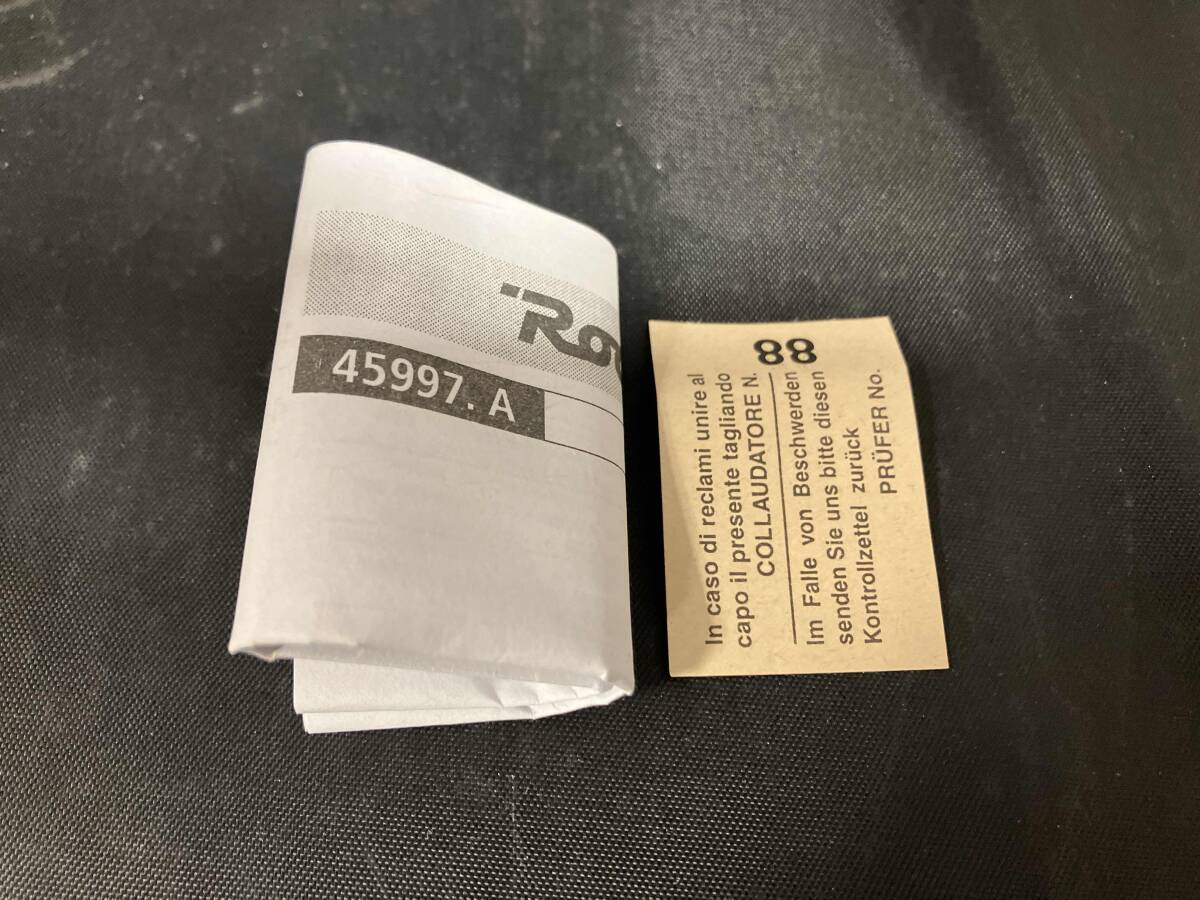 Ro
45997. A
In caso di reclami unire al
capo il presente tagliando
COLLAUDATORE N.
88
Im Falle von Beschwerden
senden Sie uns bitte diesen
Kontrollzettel zurück
PRÜFER No.